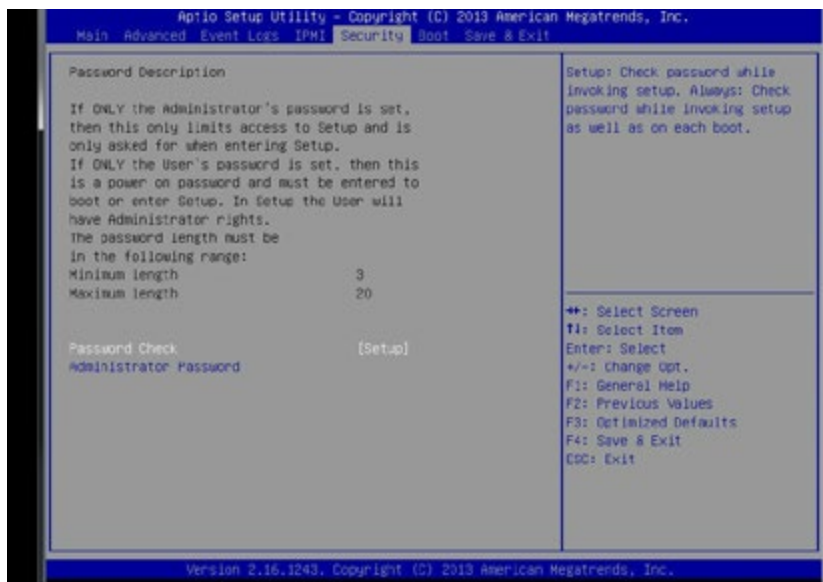 Aptio Setup Utility - Copyright (C) 2013 American Megatrends, Inc.
Main Advanced Event Logs IPMI Security Boot Save & Exit
Password Description
If ONLY the Administrator's password is set,
then this only limits access to Setup and is
only asked for when entering Setup.
If ONLY the User's password is set, then this
is a power on password and must be entered to
boot or enter Setup. In Setup the User will
have Administrator rights.
The password length must be
in the following range:
Minimum length 3
Maximum length 20
Password Check [Setup]
Administrator Password
Setup: Check password while
invoking setup. Always: Check
password while invoking setup
as well as on each boot.
↔: Select Screen
↑↓: Select Item
Enter: Select
+/-: Change Opt.
F1: General Help
F2: Previous Values
F3: Optimized Defaults
F4: Save & Exit
ESC: Exit
Version 2.16.1243. Copyright (C) 2013 American Megatrends, Inc.